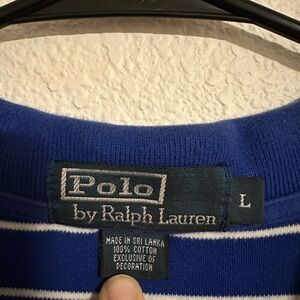 Polo
by Ralph Lauren
L
MADE IN SRI LANKA
100% COTTON
EXCLUSIVE OF
DECORATION